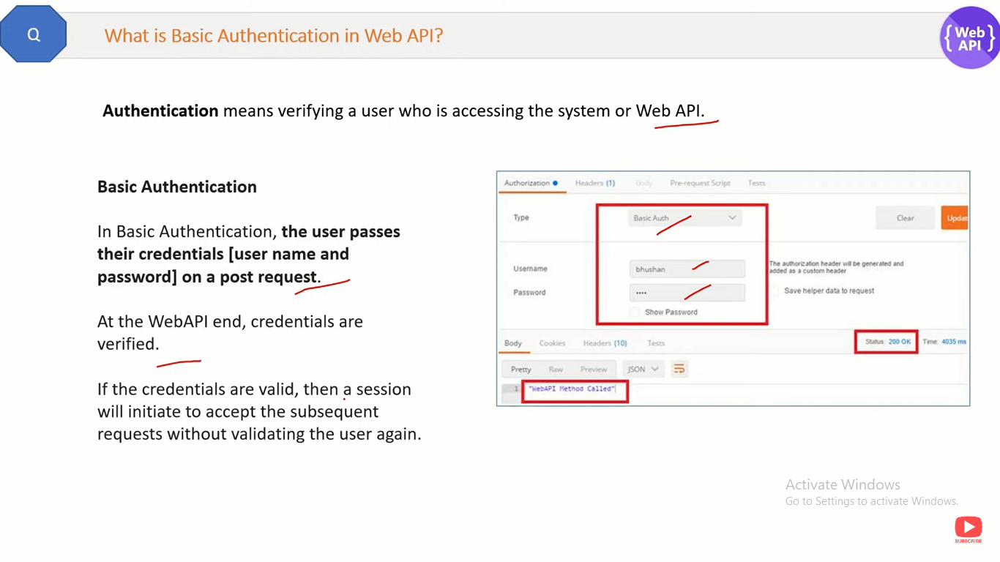 Q
What is Basic Authentication in Web API?
{Web
API}
Authentication means verifying a user who is accessing the system or Web API.
Basic Authentication
In Basic Authentication, the user passes
their credentials [user name and
password] on a post request.
At the WebAPI end, credentials are
verified.
If the credentials are valid, then a session
will initiate to accept the subsequent
requests without validating the user again.
Authorization Headers (1) Body Pre-request Script Tests
Type Basic Auth Clear Updat
Username bhushan The authorization header will be generated and
added as a custom header
Password •••• Save helper data to request
Show Password
Body Cookies Headers (10) Tests Status: 200 OK Time: 4035 ms
Pretty Raw Preview JSON
1 "WebAPI Method Called"
Activate Windows
Go to Settings to activate Windows.
SUBSCRIBE